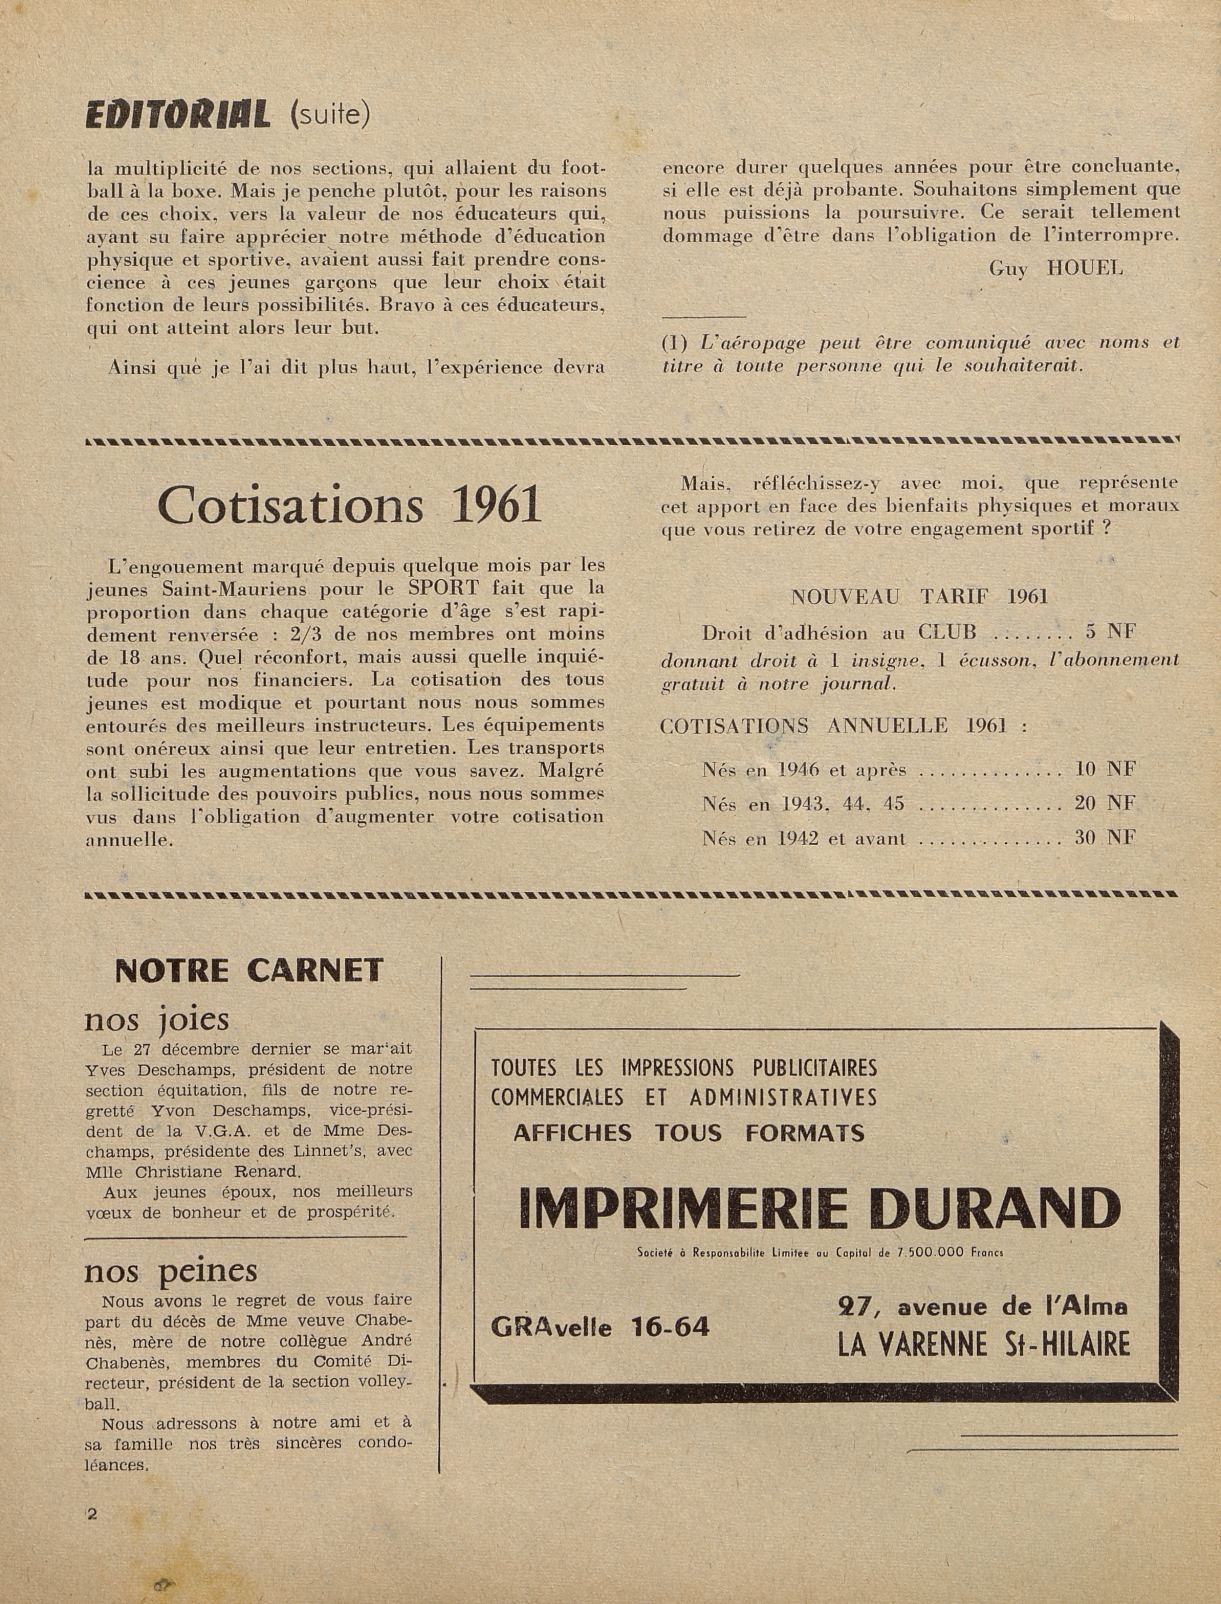 EDITORIAL (suite)
la multiplicité de nos sections, qui allaient du foot-
ball à la boxe. Mais je penche plutôt, pour les raisons
de ces choix, vers la valeur de nos éducateurs qui,
ayant su faire apprécier notre méthode d'éducation
physique et sportive, avaient aussi fait prendre cons-
cience à ces jeunes garçons que leur choix était
fonction de leurs possibilités. Bravo à ces éducateurs,
qui ont atteint alors leur but.
Ainsi que je l'ai dit plus haut, l'expérience devra
encore durer quelques années pour être concluante,
si elle est déjà probante. Souhaitons simplement que
nous puissions la poursuivre. Ce serait tellement
dommage d'être dans l'obligation de l'interrompre.
Guy HOUEL
(1) L'aéropage peut être comuniqué avec noms et
titre à toute personne qui le souhaiterait.
Cotisations 1961
L'engouement marqué depuis quelque mois par les
jeunes Saint-Mauriens pour le SPORT fait que la
proportion dans chaque catégorie d'âge s'est rapi-
dement renversée : 2/3 de nos membres ont moins
de 18 ans. Quel réconfort, mais aussi quelle inquié-
tude pour nos financiers. La cotisation des tous
jeunes est modique et pourtant nous nous sommes
entourés des meilleurs instructeurs. Les équipements
sont onéreux ainsi que leur entretien. Les transports
ont subi les augmentations que vous savez. Malgré
la sollicitude des pouvoirs publics, nous nous sommes
vus dans l'obligation d'augmenter votre cotisation
annuelle.
Mais, réfléchissez-y avec moi, que représente
cet apport en face des bienfaits physiques et moraux
que vous retirez de votre engagement sportif ?
NOUVEAU TARIF 1961
Droit d'adhésion au CLUB ........ 5 NF
donnant droit à 1 insigne, 1 écusson, l'abonnement
gratuit à notre journal.
COTISATIONS ANNUELLE 1961 :
Nés en 1946 et après .............. 10 NF
Nés en 1943, 44, 45 .............. 20 NF
Nés en 1942 et avant .............. 30 NF
NOTRE CARNET
nos joies
Le 27 décembre dernier se mariait
Yves Deschamps, président de notre
section équitation, fils de notre re-
gretté Yvon Deschamps, vice-prési-
dent de la V.G.A. et de Mme Des-
champs, présidente des Linnet's, avec
Mlle Christiane Renard.
Aux jeunes époux, nos meilleurs
vœux de bonheur et de prospérité.
nos peines
Nous avons le regret de vous faire
part du décès de Mme veuve Chabe-
nès, mère de notre collègue André
Chabenès, membres du Comité Di-
recteur, président de la section volley-
ball.
Nous adressons à notre ami et à
sa famille nos très sincères condo-
léances.
TOUTES LES IMPRESSIONS PUBLICITAIRES
COMMERCIALES ET ADMINISTRATIVES
AFFICHES TOUS FORMATS
IMPRIMERIE DURAND
Societé à Responsabilite Limitee au Capital de 7.500.000 Francs
GRAvelle 16-64
27, avenue de l'Alma
LA VARENNE St-HILAIRE
2